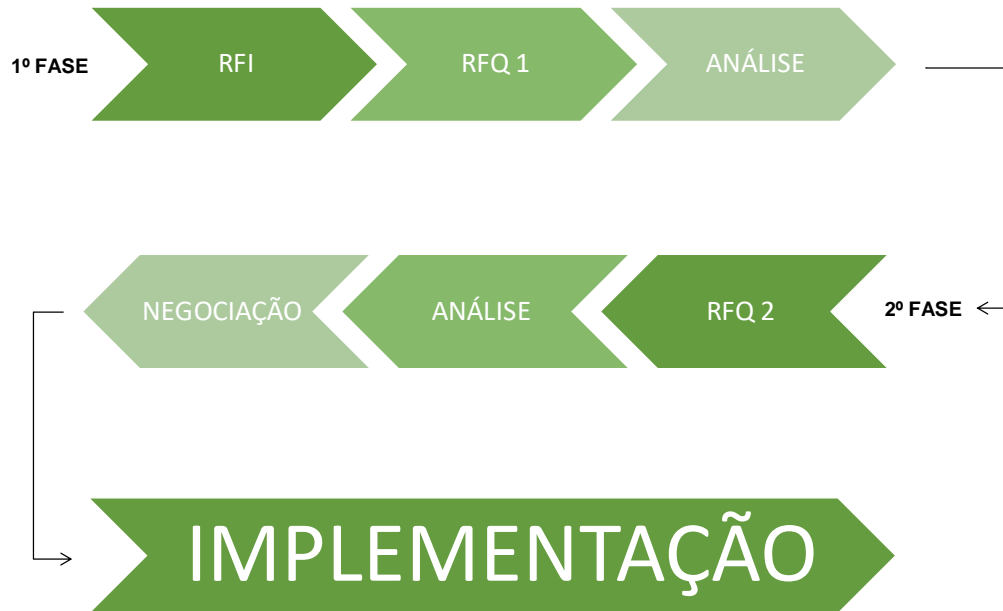 1º FASE
RFI
RFQ 1
ANÁLISE
NEGOCIAÇÃO
ANÁLISE
RFQ 2
2º FASE
IMPLEMENTAÇÃO